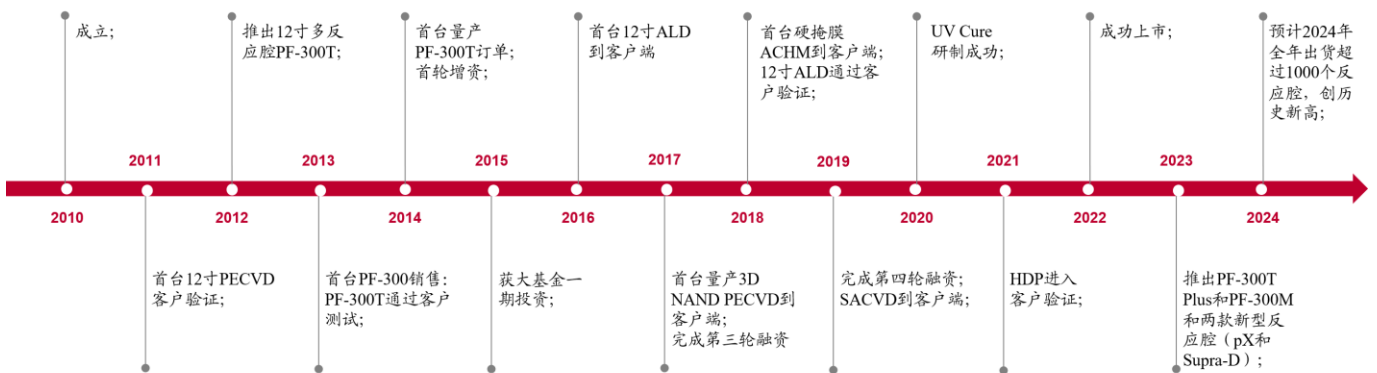 成立;
推出12寸多反
应腔PF-300T;
首台量产
PF-300T订单;
首轮增资;
首台12寸ALD
到客户端
首台硬掩膜
ACHM到客户端;
12寸ALD通过客
户验证;
UV Cure
研制成功;
成功上市;
预计2024年
全年出货超
过1000个反
应腔，创历
史新高;
2011
2013
2015
2017
2019
2021
2023
2010
2012
2014
2016
2018
2020
2022
2024
首台12寸PECVD
客户验证;
首台PF-300销售:
PF-300T通过客户
测试;
获大基金一
期投资;
首台量产3D
NAND PECVD到
客户端;
完成第三轮融资
完成第四轮融资;
SACVD到客户端;
HDP进入
客户验证;
推出PF-300T
Plus和PF-300M
和两款新型反
应腔（pX和
Supra-D）;